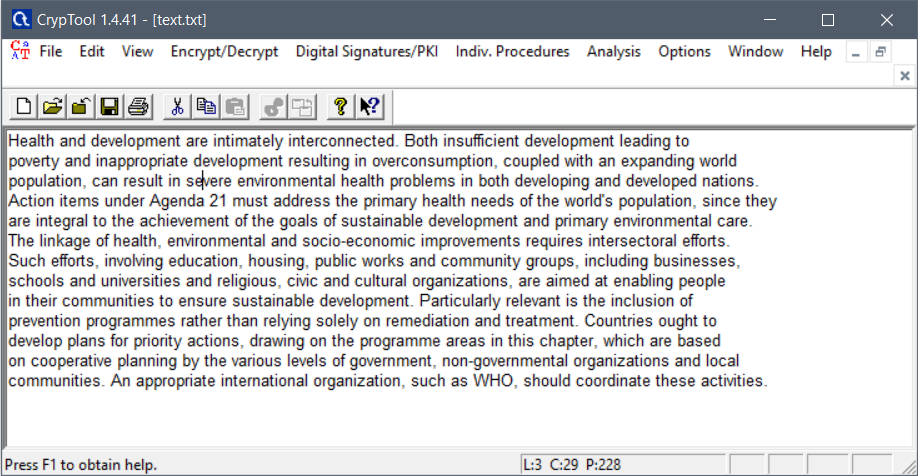 CrypTool 1.4.41 - [text.txt]
File Edit View Encrypt/Decrypt Digital Signatures/PKI Indiv. Procedures Analysis Options Window Help
Health and development are intimately interconnected. Both insufficient development leading to
poverty and inappropriate development resulting in overconsumption, coupled with an expanding world
population, can result in severe environmental health problems in both developing and developed nations.
Action items under Agenda 21 must address the primary health needs of the world's population, since they
are integral to the achievement of the goals of sustainable development and primary environmental care.
The linkage of health, environmental and socio-economic improvements requires intersectoral efforts.
Such efforts, involving education, housing, public works and community groups, including businesses,
schools and universities and religious, civic and cultural organizations, are aimed at enabling people
in their communities to ensure sustainable development. Particularly relevant is the inclusion of
prevention programmes rather than relying solely on remediation and treatment. Countries ought to
develop plans for priority actions, drawing on the programme areas in this chapter, which are based
on cooperative planning by the various levels of government, non-governmental organizations and local
communities. An appropriate international organization, such as WHO, should coordinate these activities.
Press F1 to obtain help. L:3 C:29 P:228